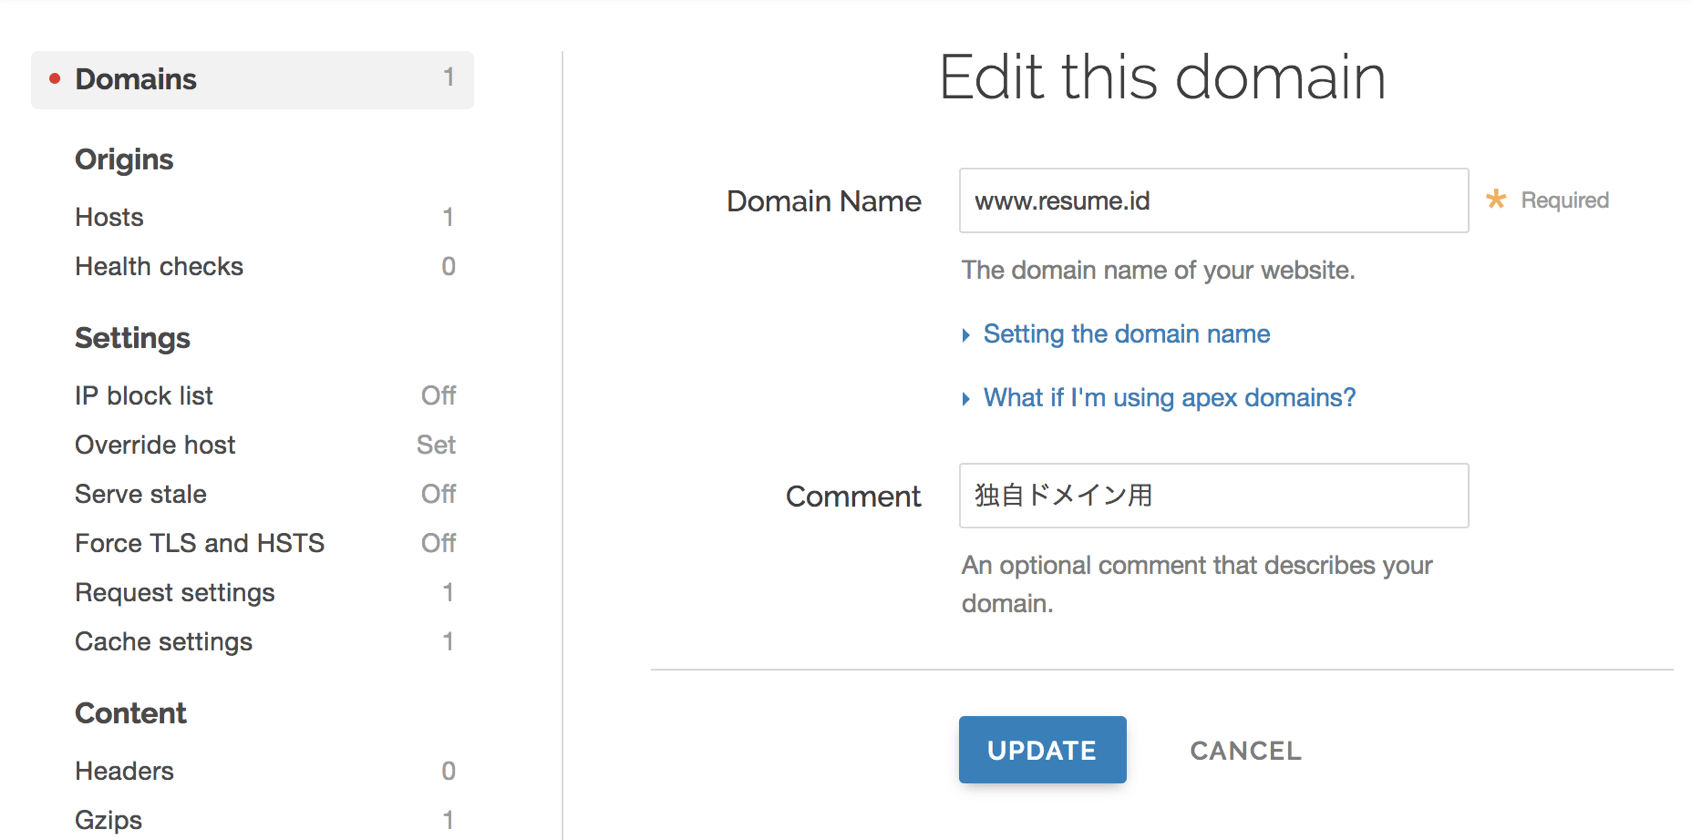 Domains 1
Origins
Hosts 1
Health checks 0
Settings
IP block list Off
Override host Set
Serve stale Off
Force TLS and HSTS Off
Request settings 1
Cache settings 1
Content
Headers 0
Gzips 1
Edit this domain
Domain Name www.resume.id * Required
The domain name of your website.
Setting the domain name
What if I'm using apex domains?
Comment 独自ドメイン用
An optional comment that describes your
domain.
UPDATE CANCEL